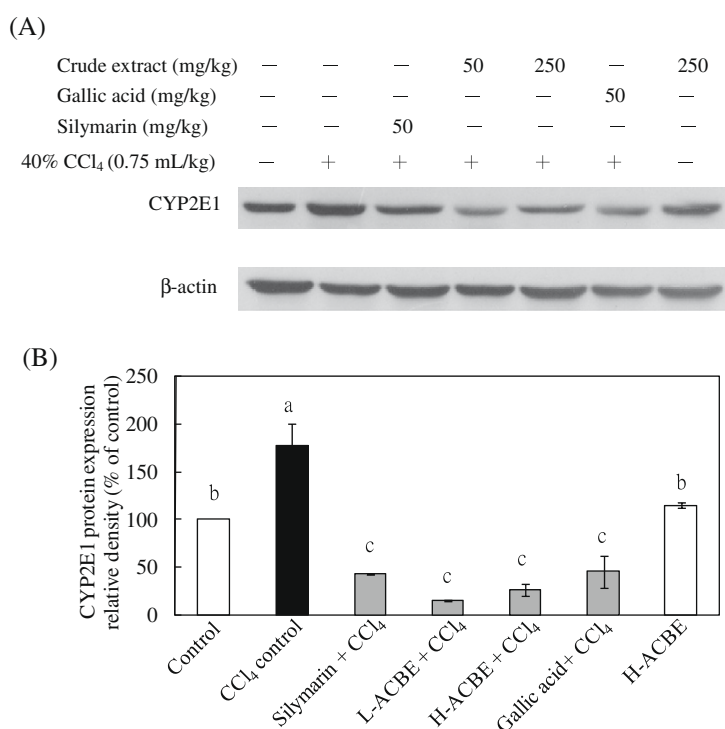 (A)
Crude extract (mg/kg) — — — 50 250 — 250
Gallic acid (mg/kg) — — — — — 50 —
Silymarin (mg/kg) — — 50 — — — —
40% CCl₄ (0.75 mL/kg) — + + + + + —
CYP2E1
β-actin
(B)
CYP2E1 protein expression
relative density (% of control)
250
200
150
100
50
0
b
a
c
c
c
c
b
Control
CCl₄ control
Silymarin + CCl₄
L-ACBE + CCl₄
H-ACBE + CCl₄
Gallic acid + CCl₄
H-ACBE